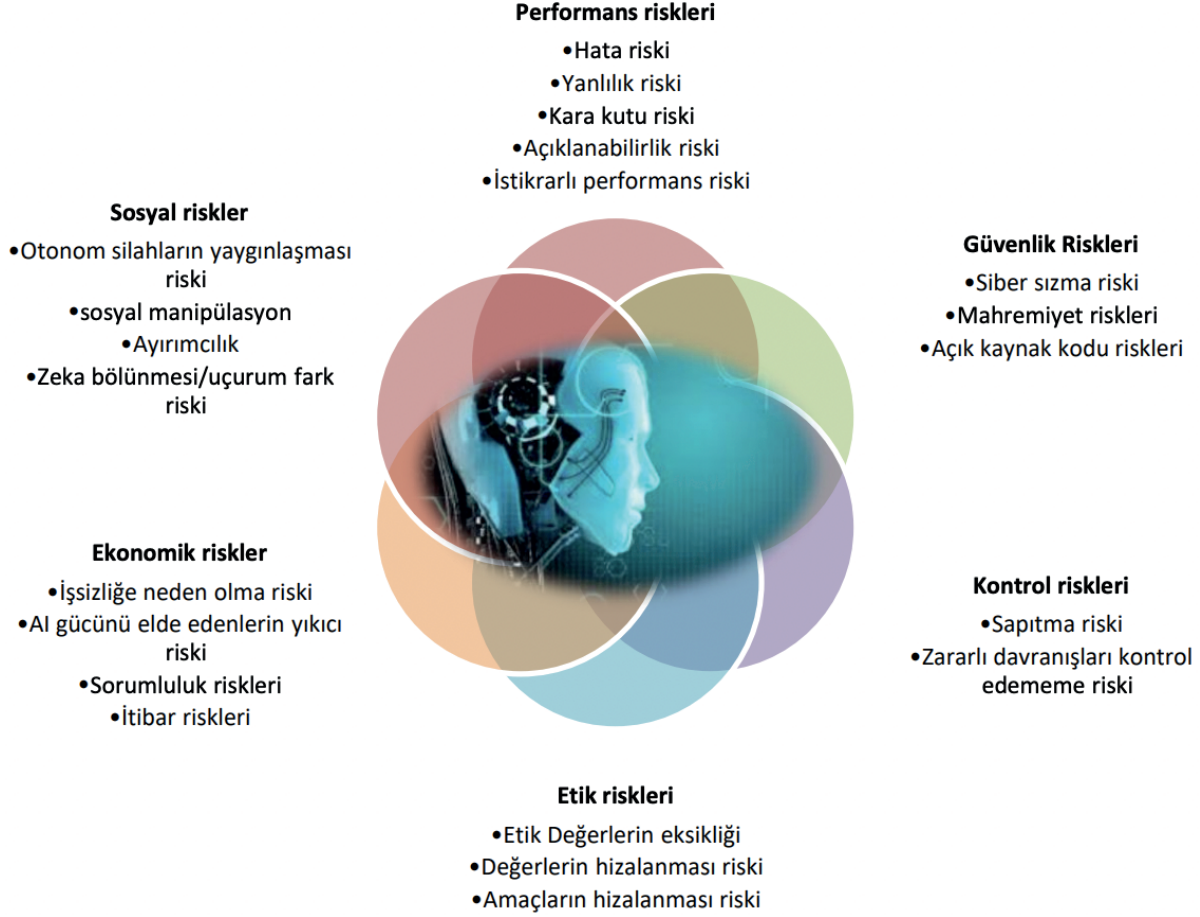 Performans riskleri
•Hata riski
•Yanlılık riski
•Kara kutu riski
•Açıklanabilirlik riski
•İstikrarlı performans riski
Güvenlik Riskleri
•Siber sızma riski
•Mahremiyet riskleri
•Açık kaynak kodu riskleri
Kontrol riskleri
•Sapıtma riski
•Zararlı davranışları kontrol
edememe riski
Etik riskleri
•Etik Değerlerin eksikliği
•Değerlerin hizalanması riski
•Amaçların hizalanması riski
Ekonomik riskler
•İşsizliğe neden olma riski
•AI gücünü elde edenlerin yıkıcı
riski
•Sorumluluk riskleri
•İtibar riskleri
Sosyal riskler
•Otonom silahların yaygınlaşması
riski
•sosyal manipülasyon
•Ayırımcılık
•Zeka bölünmesi/uçurum fark
riski